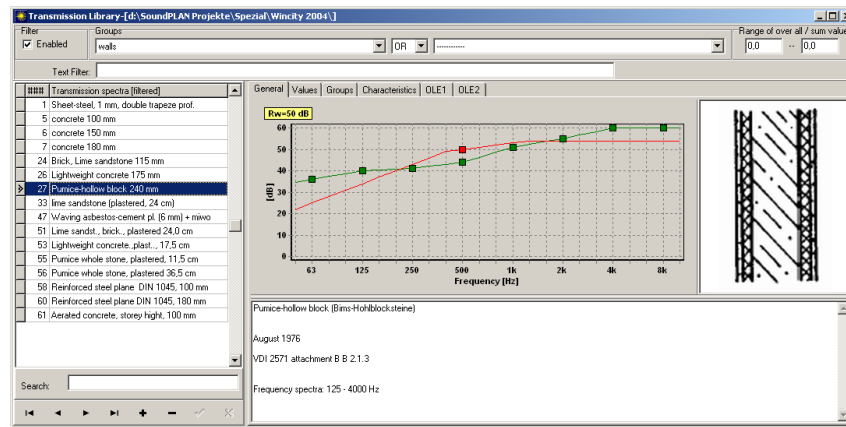 Transmission Library-[d:\SoundPLAN Projekte\Spezial\Wincity 2004\]
Filter
Groups
Range of over all / sum value
Enabled
walls
OR
------------
0,0 -- 0,0
Text Filter:
### Transmission spectra [filtered]
1 Sheet-steel, 1 mm, double trapeze prof.
5 concrete 100 mm
6 concrete 150 mm
7 concrete 180 mm
24 Brick, Lime sandstone 115 mm
26 Lightweight concrete 175 mm
27 Pumice-hollow block 240 mm
33 lime sandstone (plastered, 24 cm)
47 Waving asbestos-cement pl. (6 mm) + miwo
51 Lime sandst., brick., plastered 24,0 cm
53 Lightweight concrete.,plast.., 17,5 cm
55 Pumice whole stone, plastered, 11,5 cm
56 Pumice whole stone, plastered 36,5 cm
58 Reinforced steel plane DIN 1045, 100 mm
60 Reinforced steel plane DIN 1045, 180 mm
61 Aerated concrete, storey hight, 100 mm
Search:
General Values Groups Characteristics OLE1 OLE2
Rw=50 dB
60
50
40
30
20
10
0
[dB]
63 125 250 500 1k 2k 4k 8k
Frequency [Hz]
Pumice-hollow block (Bims-Hohlblocksteine)
August 1976
VDI 2571 attachment B B 2.1.3
Frequency spectra: 125 - 4000 Hz